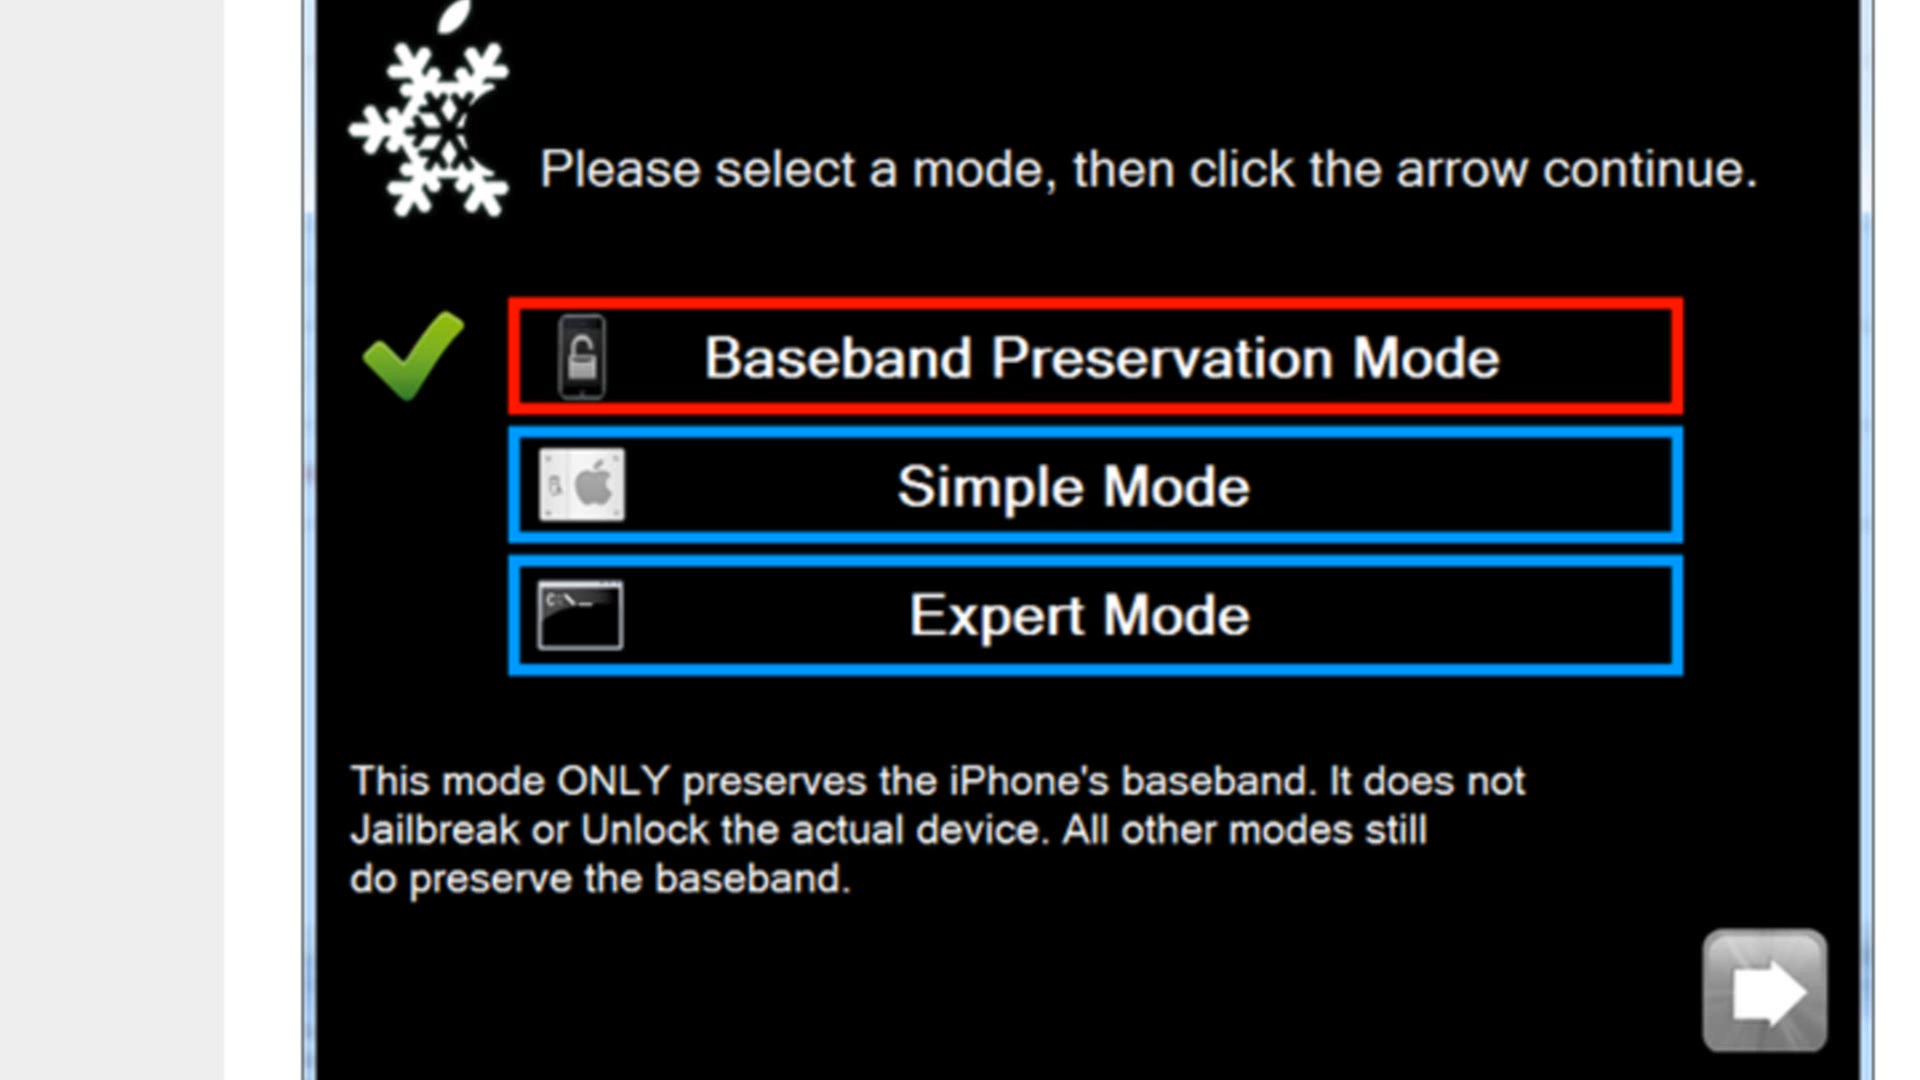 Please select a mode, then click the arrow continue.
Baseband Preservation Mode
Simple Mode
Expert Mode
This mode ONLY preserves the iPhone's baseband. It does not
Jailbreak or Unlock the actual device. All other modes still
do preserve the baseband.